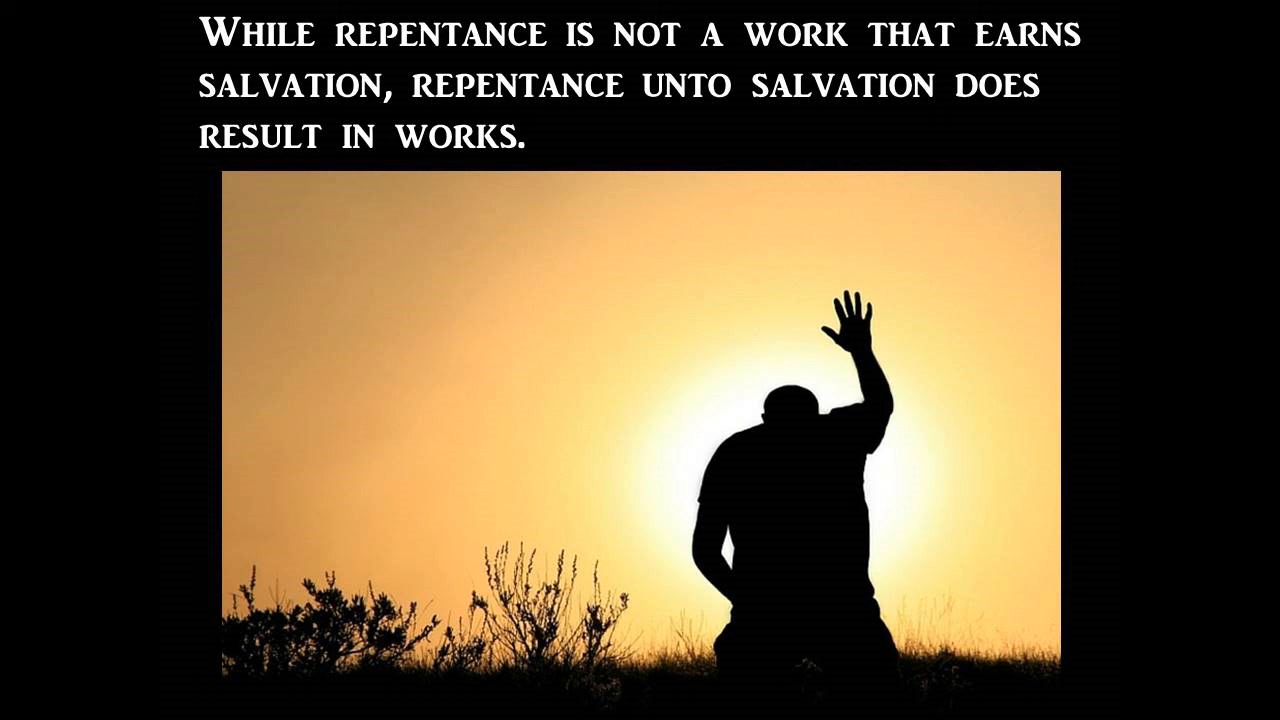 While repentance is not a work that earns
salvation, repentance unto salvation does
result in works.